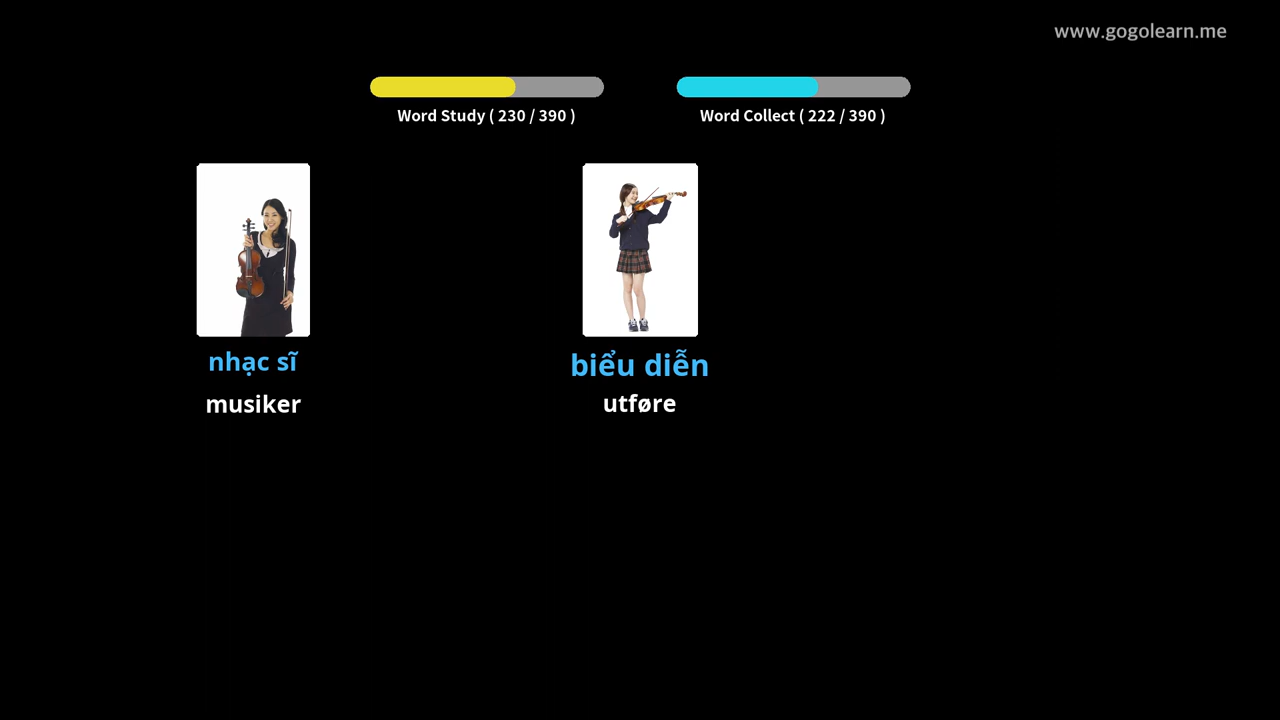 www.gogolearn.me
Word Study ( 230 / 390 )
Word Collect ( 222 / 390 )
nhạc sĩ
musiker
biểu diễn
utføre